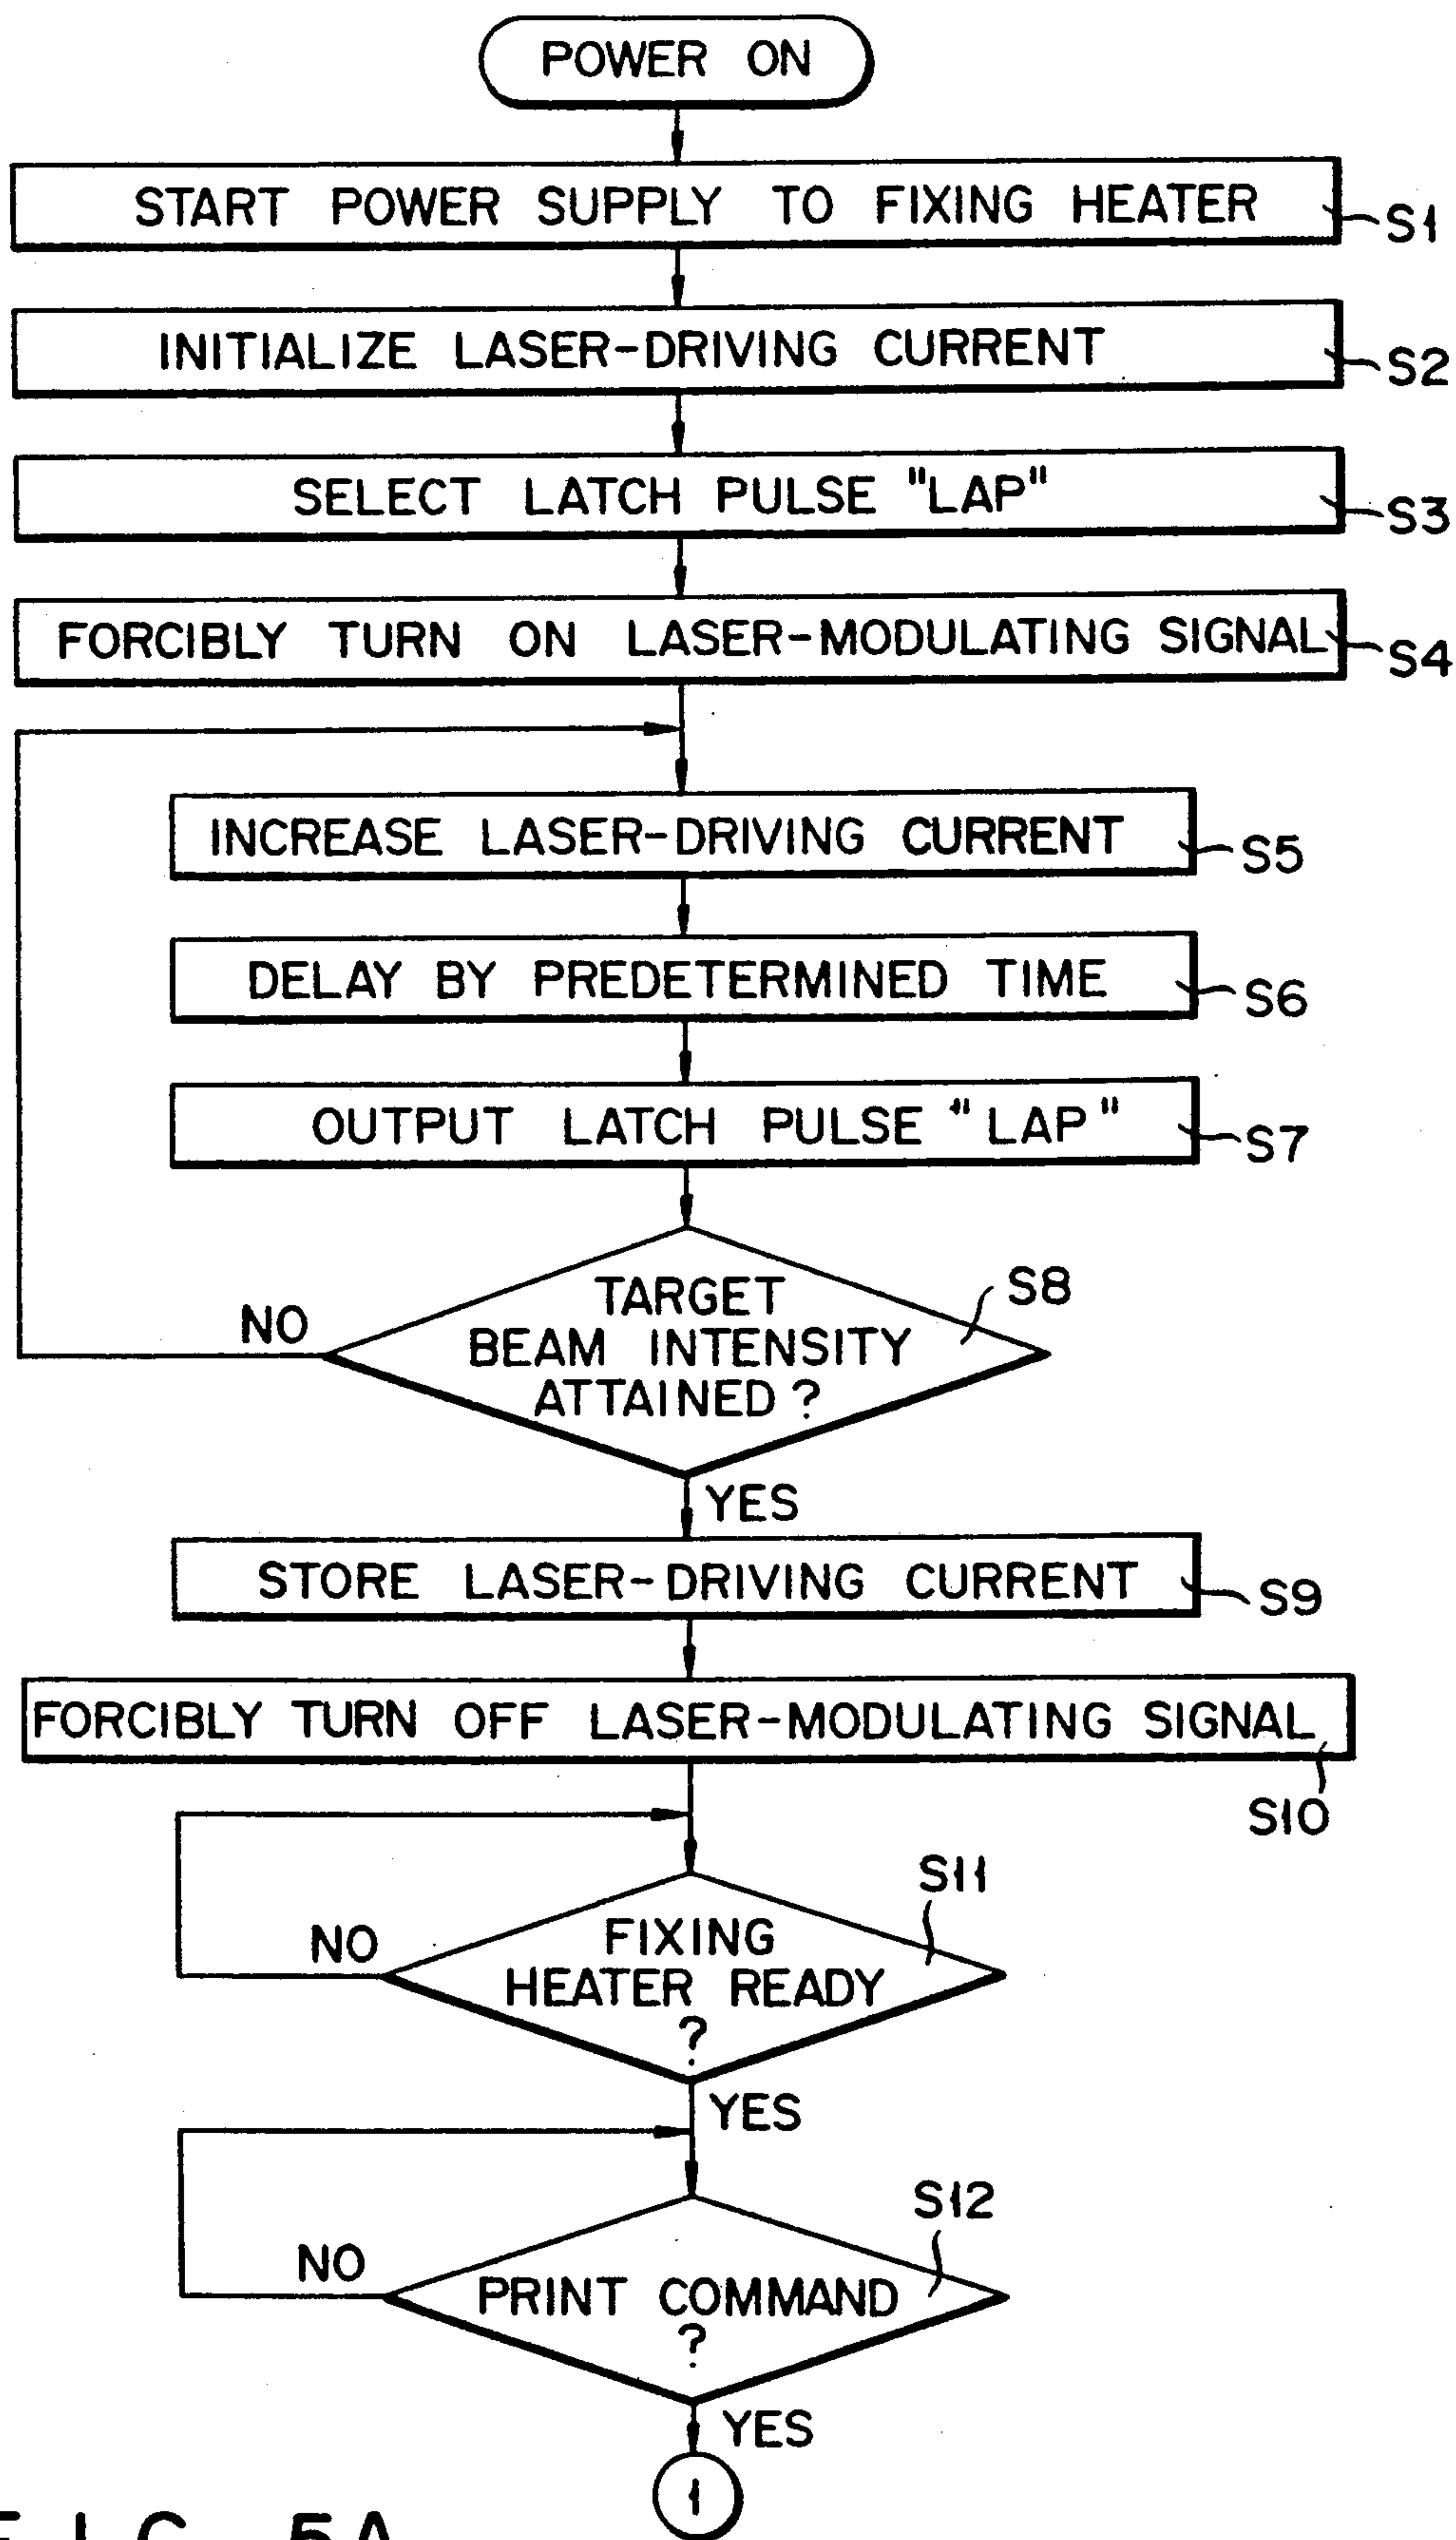 POWER ON
START POWER SUPPLY TO FIXING HEATER
S1
INITIALIZE LASER-DRIVING CURRENT
S2
SELECT LATCH PULSE "LAP"
S3
FORCIBLY TURN ON LASER-MODULATING SIGNAL
S4
INCREASE LASER-DRIVING CURRENT
S5
DELAY BY PREDETERMINED TIME
S6
OUTPUT LATCH PULSE "LAP"
S7
S8
TARGET
BEAM INTENSITY
ATTAINED ?
NO
YES
STORE LASER-DRIVING CURRENT
S9
FORCIBLY TURN OFF LASER-MODULATING SIGNAL
S10
S11
FIXING
HEATER READY
?
NO
YES
S12
NO
PRINT COMMAND
?
YES
1
FIG. 5A